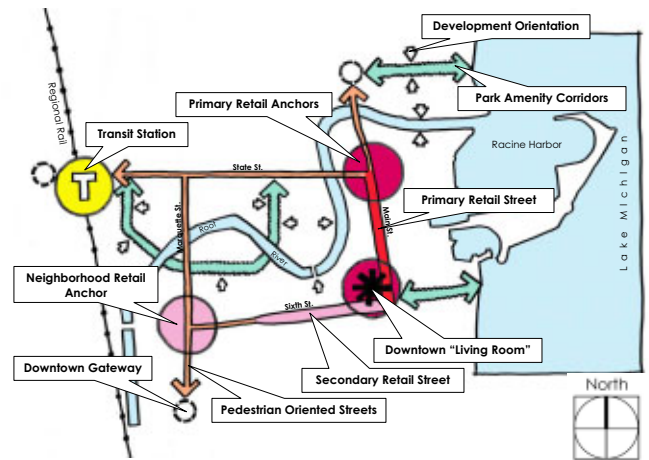 Development Orientation
Park Amenity Corridors
Primary Retail Anchors
Regional Rail
Transit Station
T
State St.
Racine Harbor
Lake Michigan
Primary Retail Street
Main St.
Marquette St.
Root
River
Neighborhood Retail
Anchor
Sixth St.
Downtown "Living Room"
Downtown Gateway
Secondary Retail Street
Pedestrian Oriented Streets
North